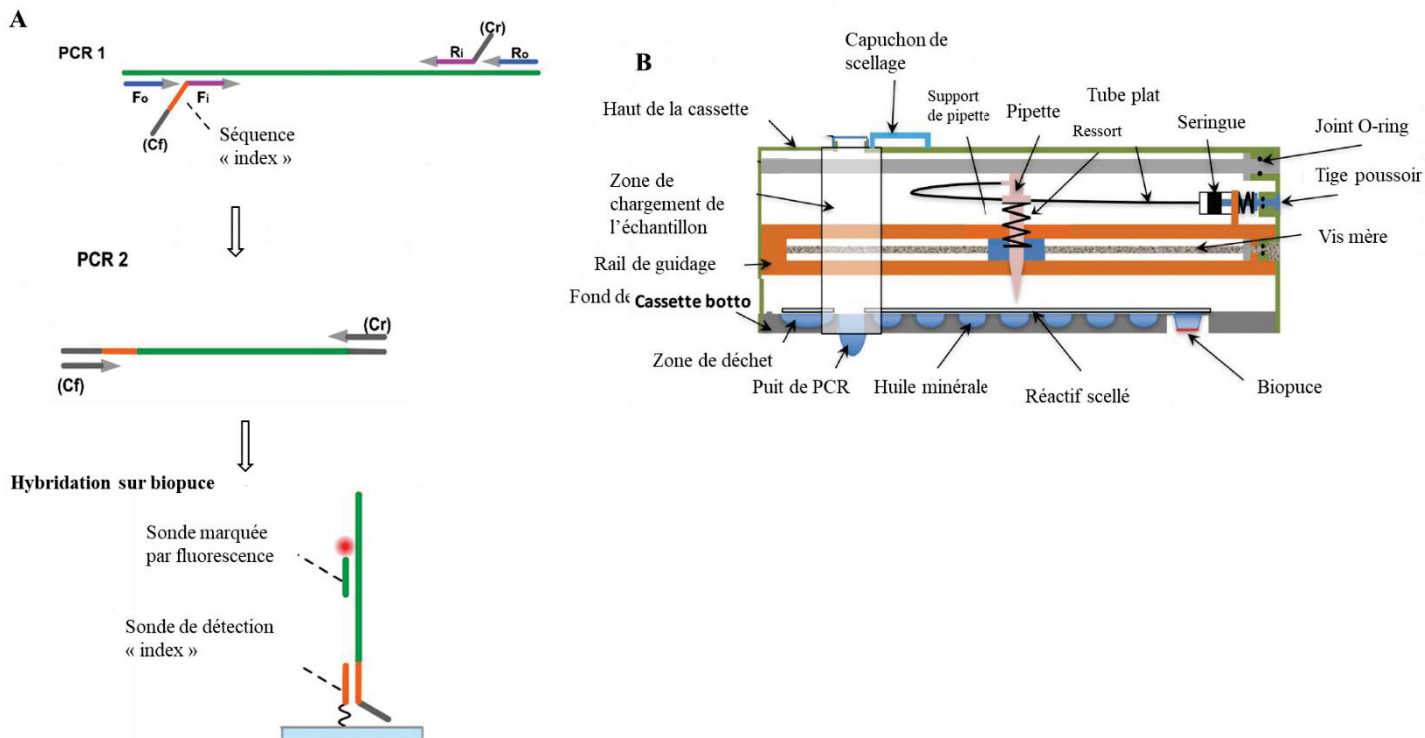 A
PCR 1
(Cr)
Ri
Ro
Fo
Fi
(Cf)
Séquence
« index »
PCR 2
(Cr)
(Cf)
Hybridation sur biopuce
Sonde marquée
par fluorescence
Sonde de détection
« index »
B
Capuchon de
scellage
Haut de la cassette
Support
de pipette
Pipette
Tube plat
Ressort
Seringue
Joint O-ring
Tige poussoir
Zone de
chargement de
l’échantillon
Vis mère
Rail de guidage
Fond de Cassette botto
Zone de déchet
Puit de PCR
Huile minérale
Réactif scellé
Biopuce